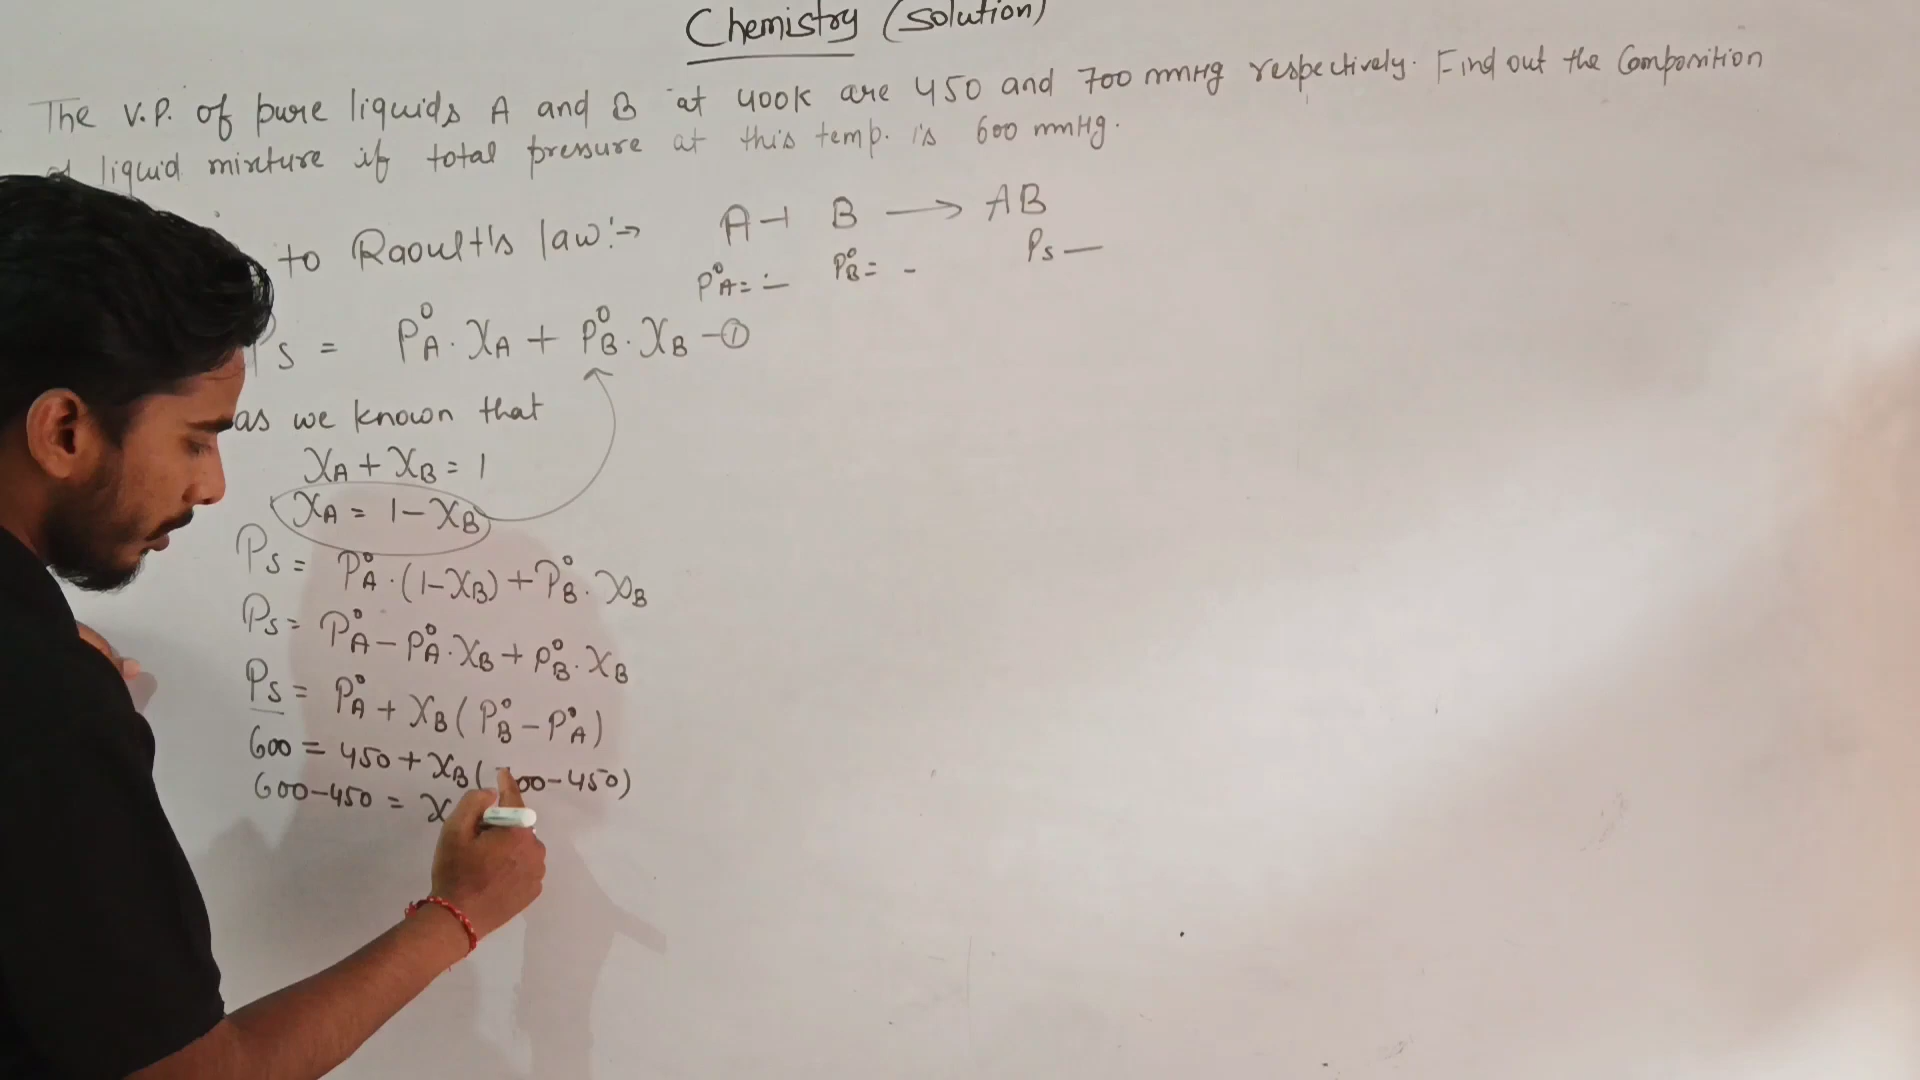 Chemistry (solution)
The V.P. of pure liquids A and B at 400K are 450 and 700 mmHg respectively. Find out the Composition
liquid mixture if total pressure at this temp. is 600 mmHg.
to Raoult's law:→ A + B → AB
P°A = — P°B = - Ps —
Ps = P°A . XA + P°B . XB -①
as we known that
XA + XB = 1
XA = 1 - XB
Ps = P°A . (1-XB) + P°B . XB
Ps = P°A - P°A . XB + P°B . XB
Ps = P°A + XB (P°B - P°A)
600 = 450 + XB ( 00-450)
600-450 = X